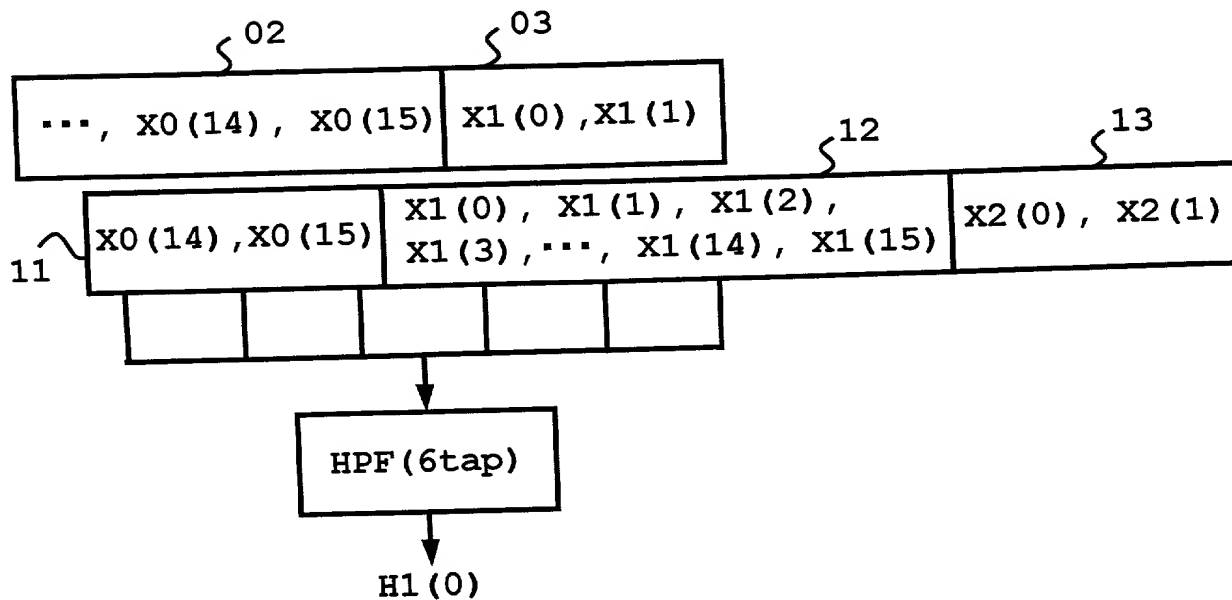 02
03
..., X0(14), X0(15)
X1(0),X1(1)
12
13
11
X0(14),X0(15)
X1(0), X1(1), X1(2),
X1(3),..., X1(14), X1(15)
X2(0), X2(1)
HPF(6tap)
H1(0)